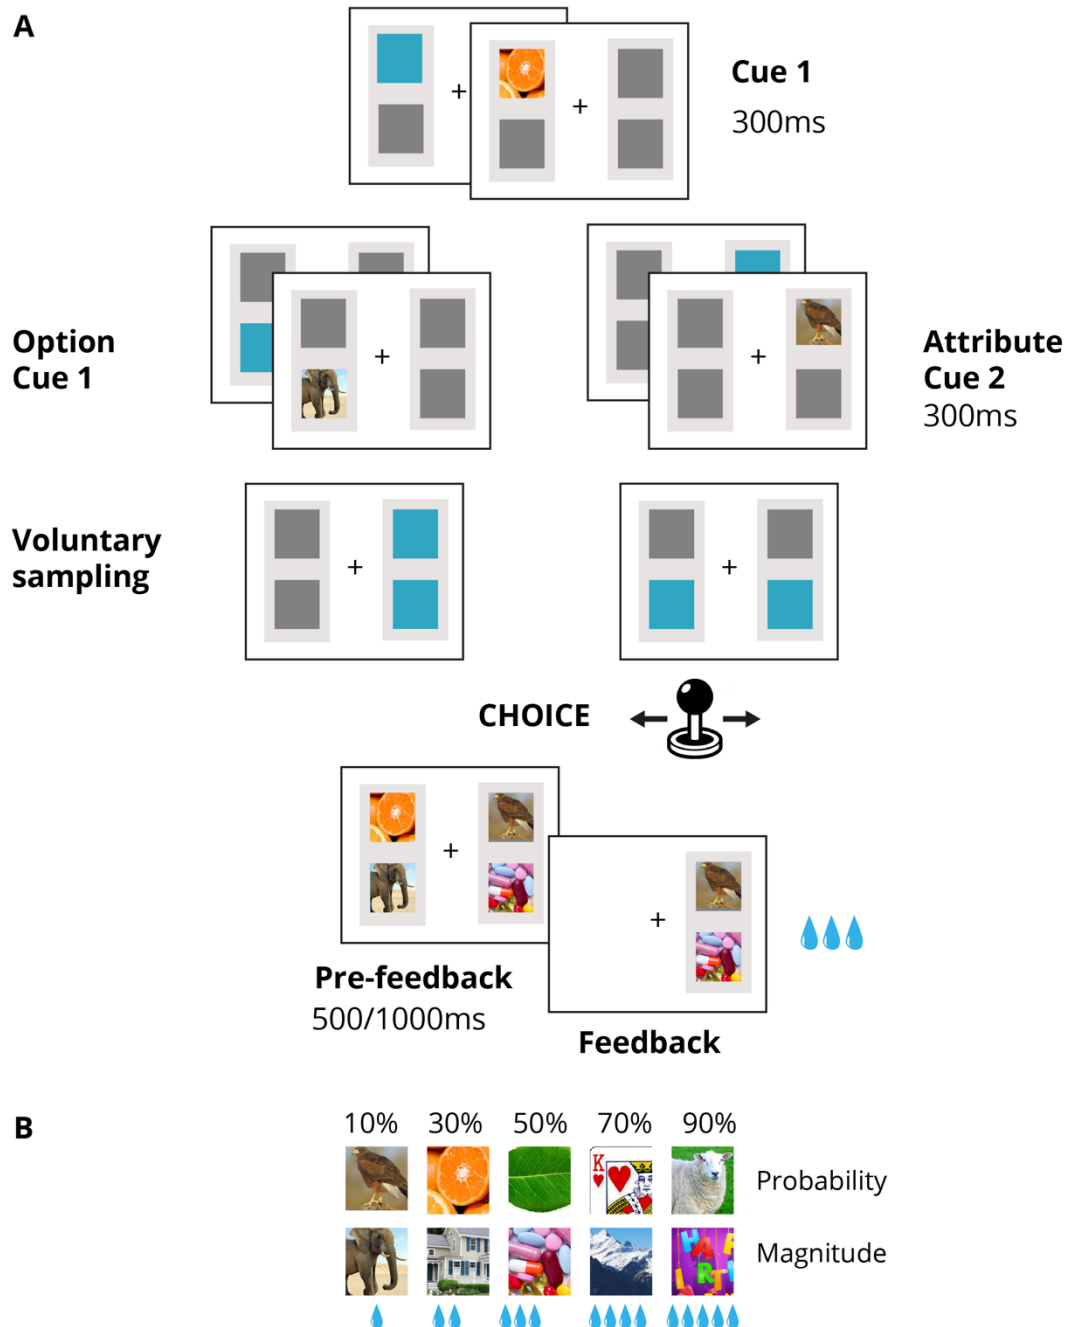 A
Cue 1
300ms
Option
Cue 1
Attribute
Cue 2
300ms
Voluntary
sampling
CHOICE
Pre-feedback
500/1000ms
Feedback
B
10% 30% 50% 70% 90%
K
Probability
Magnitude